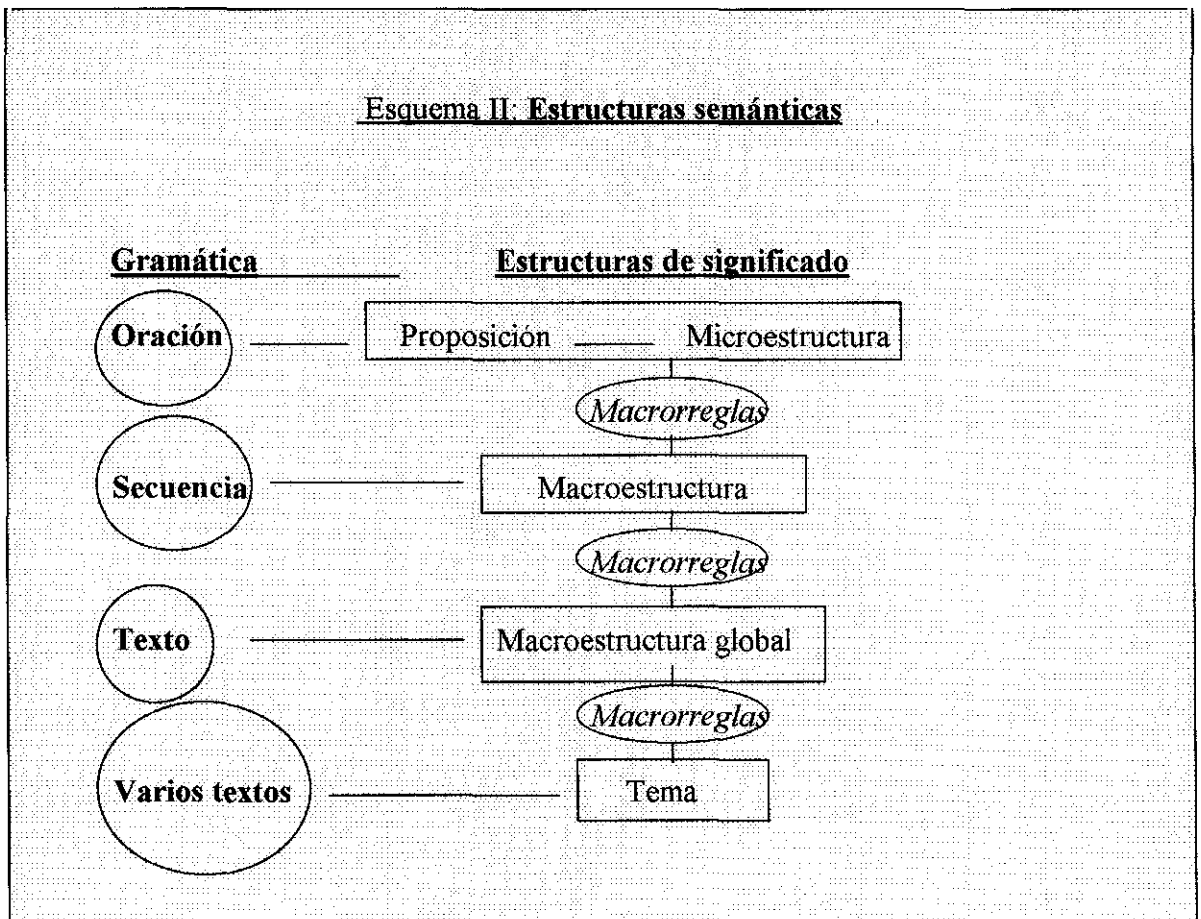 Esquema II: Estructuras semánticas
Gramática Estructuras de significado
Oración Proposición Microestructura
Macrorreglas
Secuencia Macroestructura
Macrorreglas
Texto Macroestructura global
Macrorreglas
Varios textos Tema